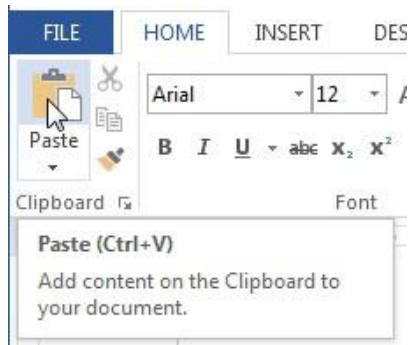 FILE HOME INSERT DES
Arial 12 A
Paste B I U abc X₂ X²
Clipboard Font
Paste (Ctrl+V)
Add content on the Clipboard to
your document.